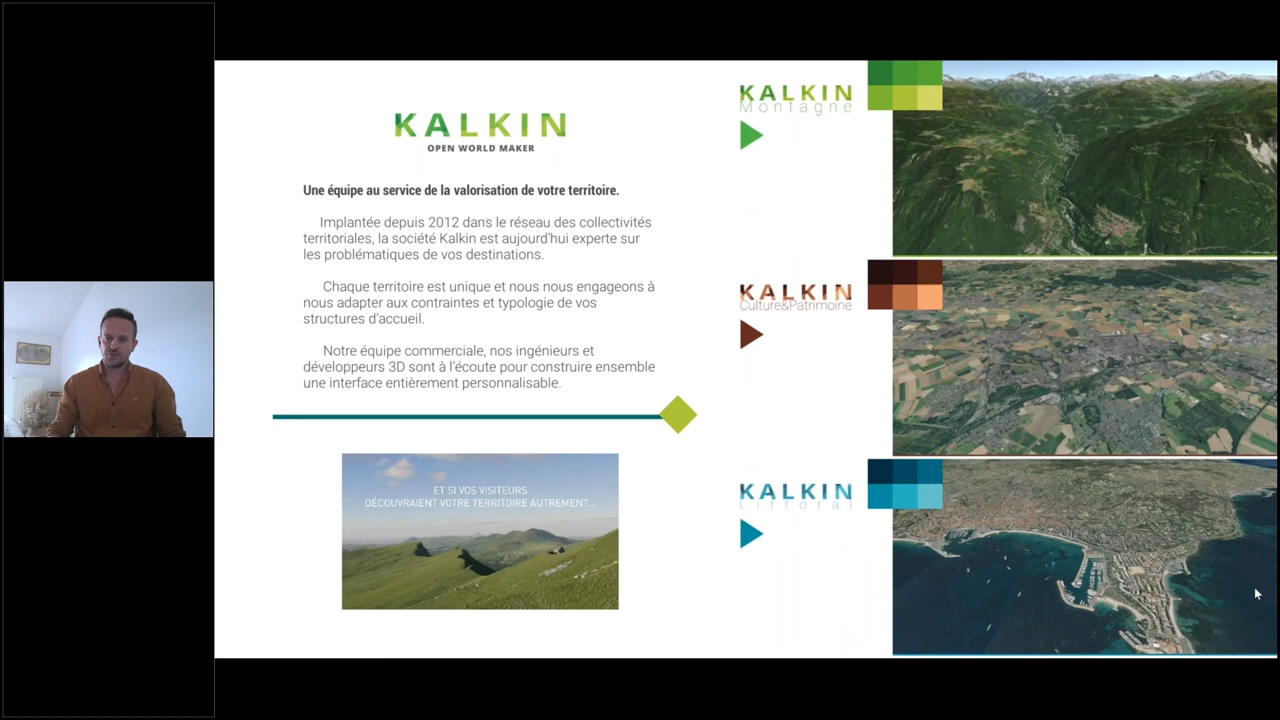 KALKIN
OPEN WORLD MAKER
Une équipe au service de la valorisation de votre territoire.
Implantée depuis 2012 dans le réseau des collectivités
territoriales, la société Kalkin est aujourd'hui experte sur
les problématiques de vos destinations.
Chaque territoire est unique et nous nous engageons à
nous adapter aux contraintes et typologie de vos
structures d'accueil.
Notre équipe commerciale, nos ingénieurs et
développeurs 3D sont à l'écoute pour construire ensemble
une interface entièrement personnalisable.
ET SI VOS VISITEURS
DÉCOUVRAIENT VOTRE TERRITOIRE AUTREMENT...
KALKIN
Montagne
KALKIN
Culture&Patrimoine
KALKIN
Littoral